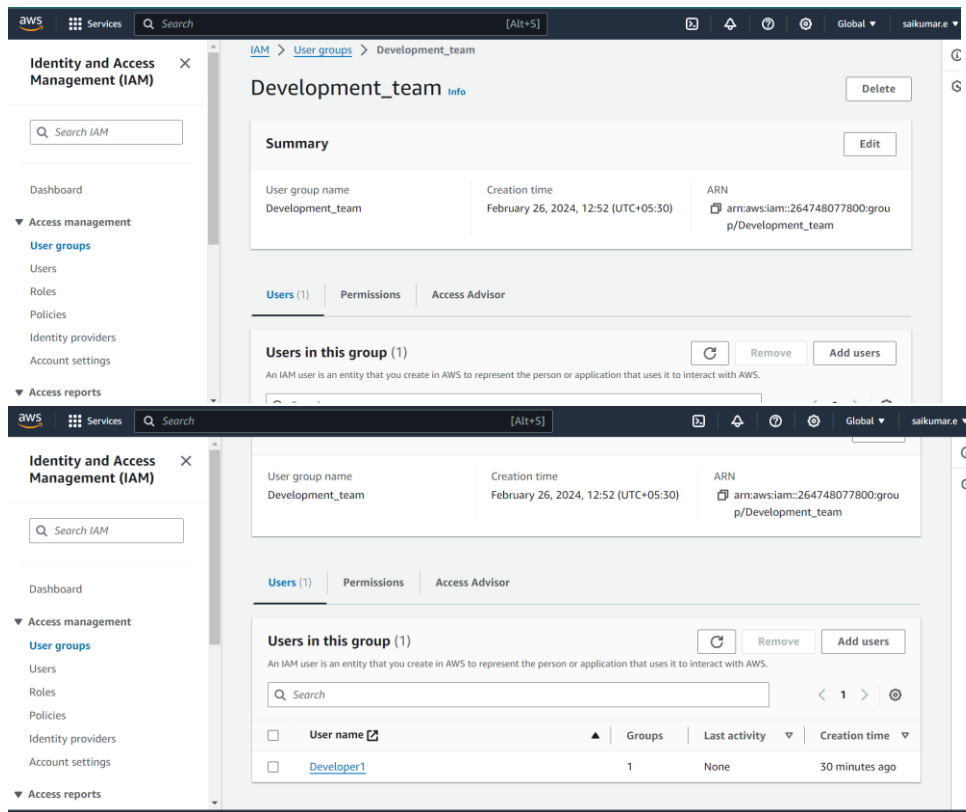 aws Services Search [Alt+S] Global saikumar.e
Identity and Access Management (IAM)
Search IAM
Dashboard
Access management
User groups
Users
Roles
Policies
Identity providers
Account settings
Access reports
IAM > User groups > Development_team
Development_team Info Delete
Summary Edit
User group name Creation time ARN
Development_team February 26, 2024, 12:52 (UTC+05:30) arn:aws:iam::264748077800:grou
p/Development_team
Users (1) Permissions Access Advisor
Users in this group (1) Remove Add users
An IAM user is an entity that you create in AWS to represent the person or application that uses it to interact with AWS.
aws Services Search [Alt+S] Global saikumar.e
Identity and Access Management (IAM)
Search IAM
Dashboard
Access management
User groups
Users
Roles
Policies
Identity providers
Account settings
Access reports
User group name Creation time ARN
Development_team February 26, 2024, 12:52 (UTC+05:30) arn:aws:iam::264748077800:grou
p/Development_team
Users (1) Permissions Access Advisor
Users in this group (1) Remove Add users
An IAM user is an entity that you create in AWS to represent the person or application that uses it to interact with AWS.
Search < 1 >
User name Groups Last activity Creation time
Developer1 1 None 30 minutes ago